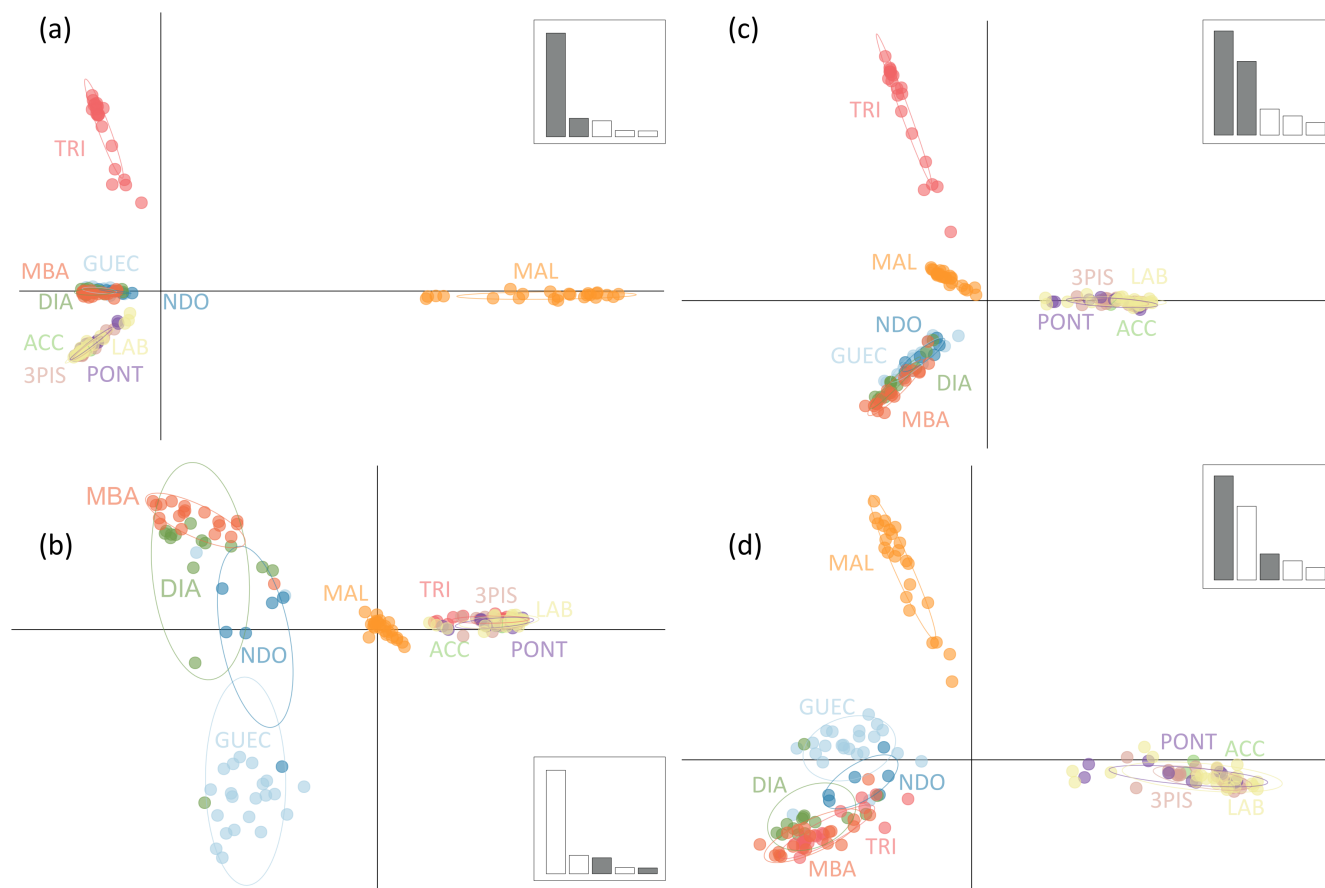 (a)
TRI
MBA GUEC MAL
DIA NDO
ACC LAB
3PIS PONT
(c)
TRI
MAL 3PIS LAB
PONT ACC
NDO
GUEC
DIA
MBA
(b)
MBA
DIA
MAL TRI 3PIS LAB
NDO ACC PONT
GUEC
(d)
MAL
GUEC
PONT ACC
DIA NDO
3PIS LAB
TRI
MBA